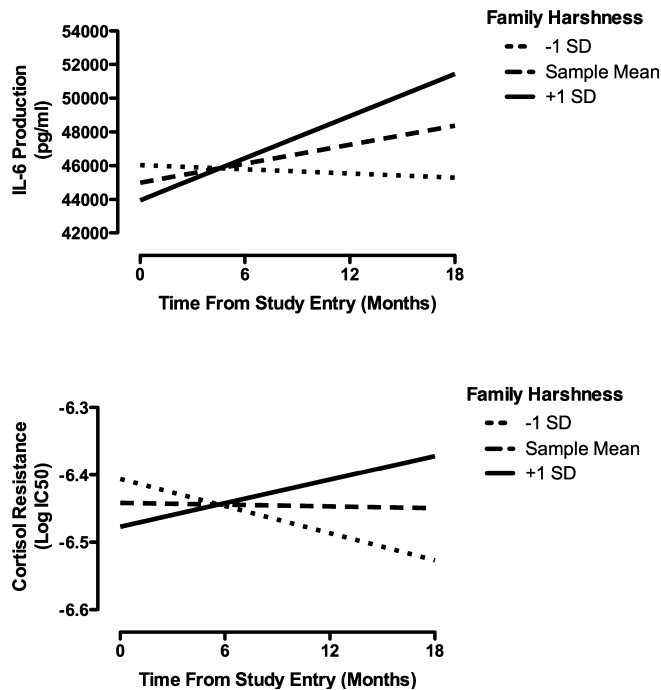 Family Harshness
-1 SD
Sample Mean
+1 SD
IL-6 Production
(pg/ml)
54000
52000
50000
48000
46000
44000
42000
0 6 12 18
Time From Study Entry (Months)
Family Harshness
-1 SD
Sample Mean
+1 SD
Cortisol Resistance
(Log IC50)
-6.3
-6.4
-6.5
-6.6
0 6 12 18
Time From Study Entry (Months)